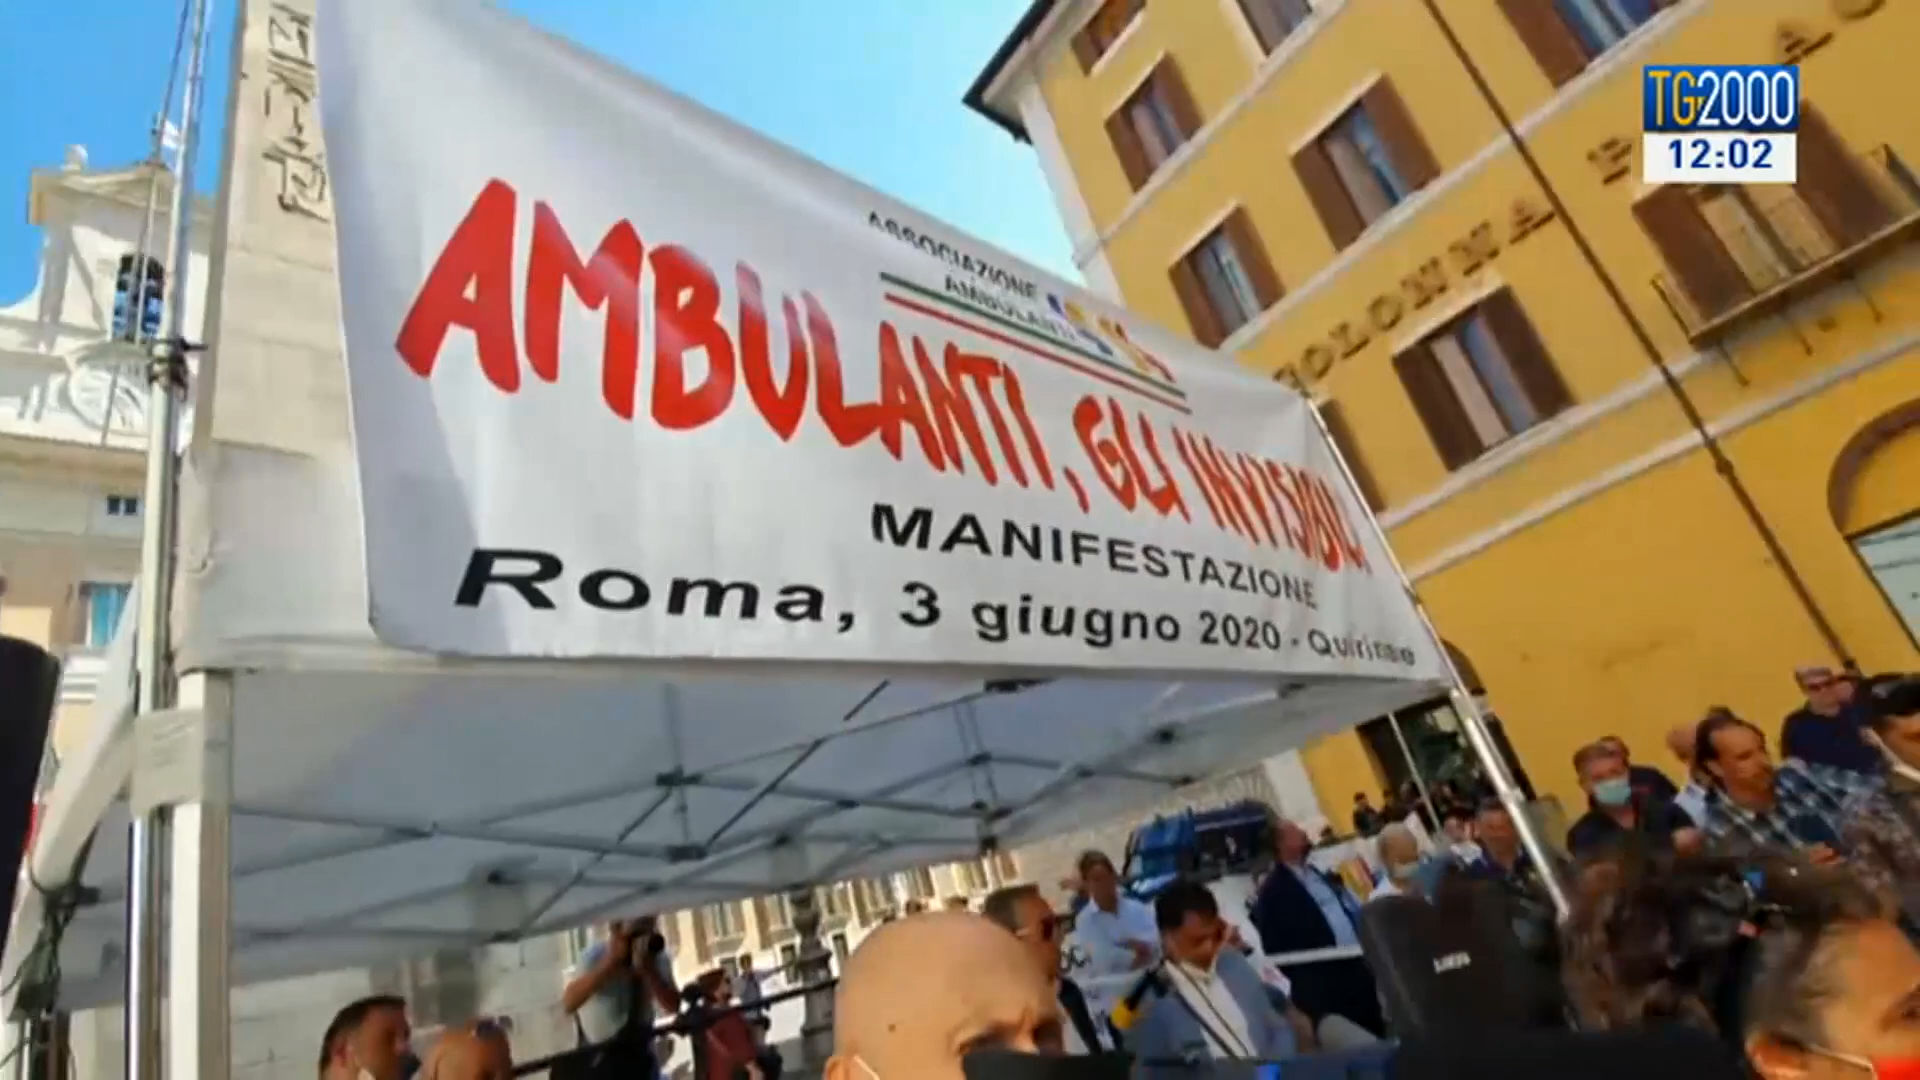 TG2000
12:02
ASSOCIAZIONE
AMBULANTI
AMBULANTI, GLI INVISIBILI
MANIFESTAZIONE
Roma, 3 giugno 2020 - Quirinale
COLONNA